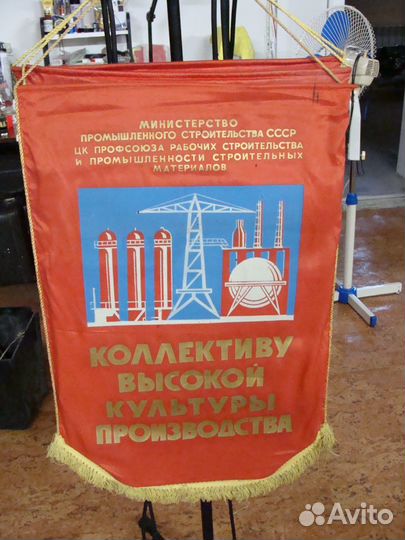 МИНИСТЕРСТВО
ПРОМЫШЛЕННОГО СТРОИТЕЛЬСТВА СССР
ЦК ПРОФСОЮЗА РАБОЧИХ СТРОИТЕЛЬСТВА
И ПРОМЫШЛЕННОСТИ СТРОИТЕЛЬНЫХ
МАТЕРИАЛОВ
КОЛЛЕКТИВУ
ВЫСОКОЙ
КУЛЬТУРЫ
ПРОИЗВОДСТВА
Avito